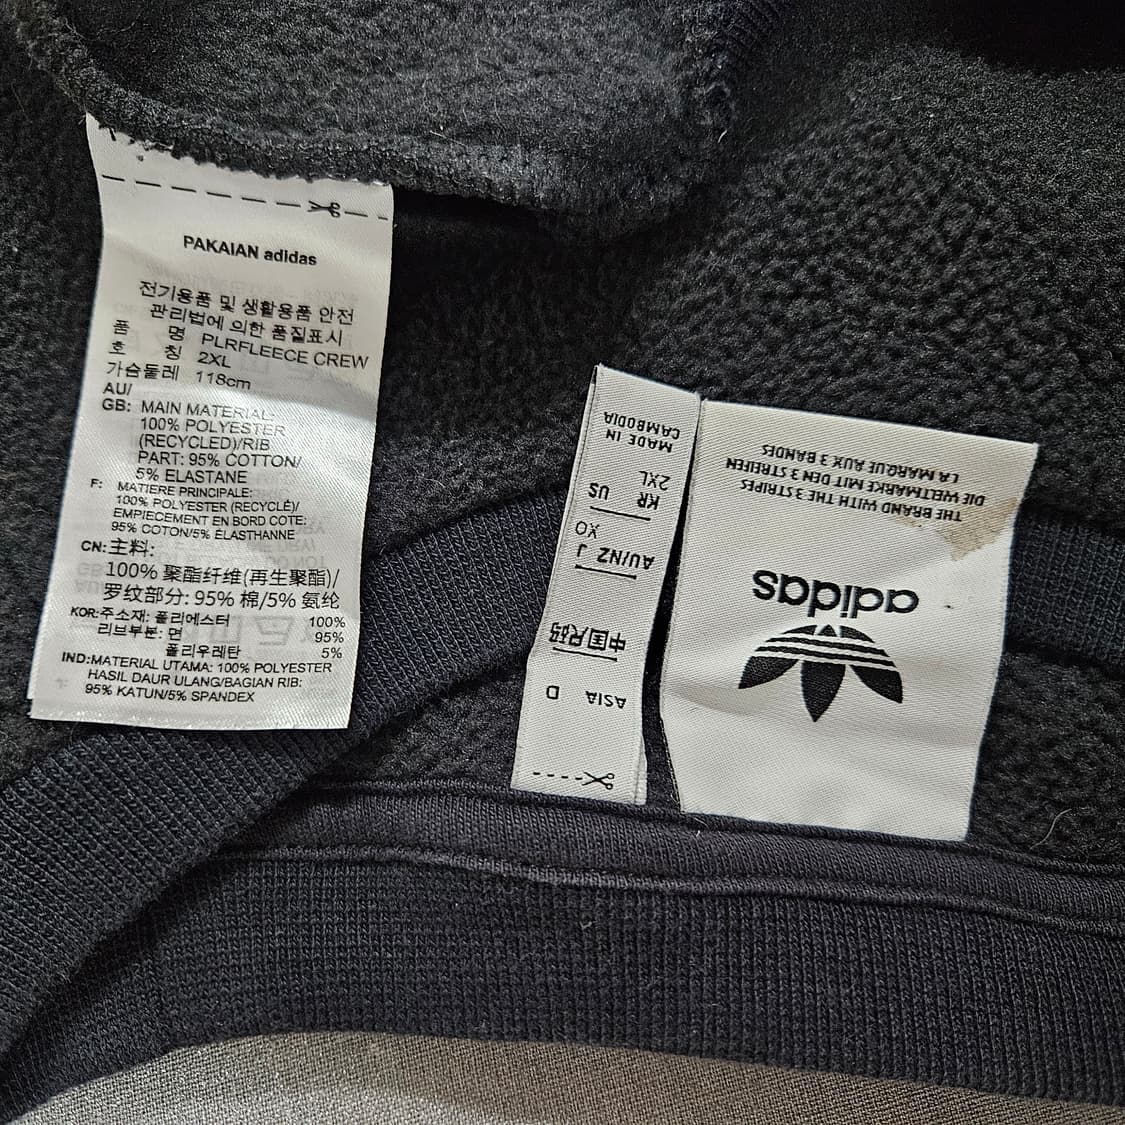 PAKAIAN adidas
전기용품 및 생활용품 안전
관리법에 의한 품질표시
품 명 PLRFLEECE CREW
호 칭 2XL
가슴둘레 118cm
AU/
GB: MAIN MATERIAL:
100% POLYESTER
(RECYCLED)/RIB
PART: 95% COTTON/
5% ELASTANE
F: MATIERE PRINCIPALE:
100% POLYESTER (RECYCLÉ)/
EMPIECEMENT EN BORD COTE:
95% COTON/5% ÉLASTHANNE
CN:主料:
100% 聚酯纤维(再生聚酯)/
罗纹部分: 95% 棉/5% 氨纶
KOR:주소재: 폴리에스터 100%
리브부분: 면 95%
폴리우레탄 5%
IND:MATERIAL UTAMA: 100% POLYESTER
HASIL DAUR ULANG/BAGIAN RIB:
95% KATUN/5% SPANDEX
ASIA D
中国尺码
AU/NZ J
XO
KR US
2XL
MADE IN
CAMBODIA
adidas
THE BRAND WITH THE 3 STRIPES
DIE WELTMARKE MIT DEN 3 STREIFEN
LA MARQUE AUX 3 BANDES